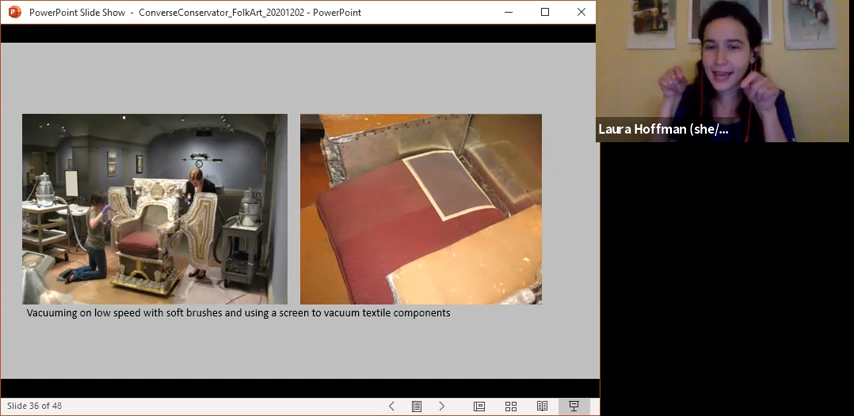 PowerPoint Slide Show - ConverseConservator_FolkArt_20201202 - PowerPoint
Laura Hoffman (she/...
Vacuuming on low speed with soft brushes and using a screen to vacuum textile components
Slide 36 of 48